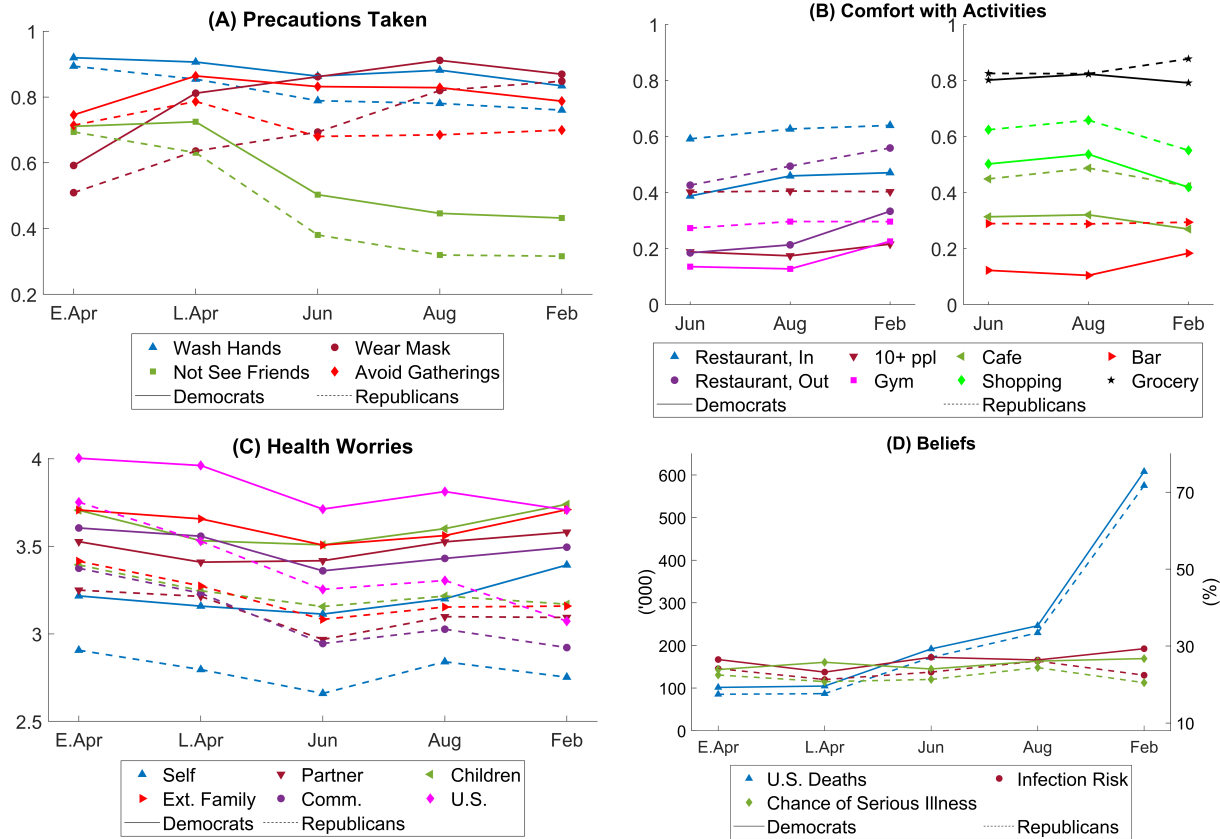 (A) Precautions Taken
1
0.8
0.6
0.4
0.2
E.Apr L.Apr Jun Aug Feb
Wash Hands Wear Mask
Not See Friends Avoid Gatherings
Democrats Republicans
(B) Comfort with Activities
1 1
0.8 0.8
0.6 0.6
0.4 0.4
0.2 0.2
0 0
Jun Aug Feb Jun Aug Feb
Restaurant, In 10+ ppl Cafe Bar
Restaurant, Out Gym Shopping Grocery
Democrats Republicans
(C) Health Worries
4
3.5
3
2.5
E.Apr L.Apr Jun Aug Feb
Self Partner Children
Ext. Family Comm. U.S.
Democrats Republicans
(D) Beliefs
('000)
600
500
400
300
200
100
0
70
50
30
10
(%)
E.Apr L.Apr Jun Aug Feb
U.S. Deaths Infection Risk
Chance of Serious Illness
Democrats Republicans